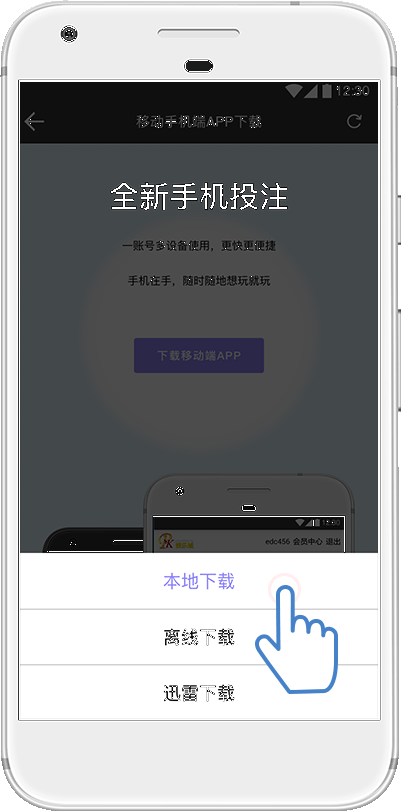 12:30
移动手机端APP下载
全新手机投注
一账号多设备使用，更快更便捷
手机在手，随时随地想玩就玩
下载移动端APP
12:30
edc456 会员中心 退出
本地下载
离线下载
迅雷下载